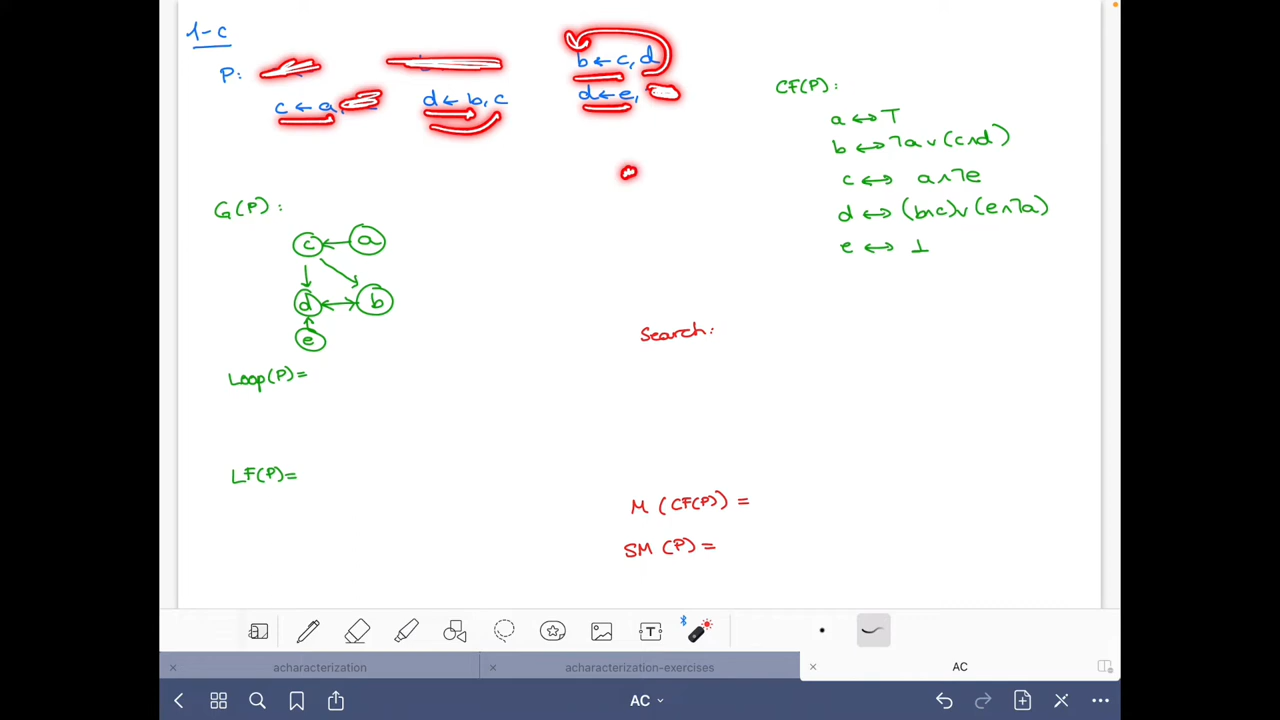 1-c
P:
b ← c, d
c ← a,
d ← b, c
d ← e,
CF(P):
a ↔ T
b ↔ ¬a ∨ (c∧d)
c ↔ a∧¬e
d ↔ (b∧c)∨(e∧¬a)
e ↔ ⊥
G(P):
c a
d b
e
Search:
Loop(P)=
LF(P)=
M (CF(P)) =
SM (P) =
T
acharacterization
acharacterization-exercises
AC
AC